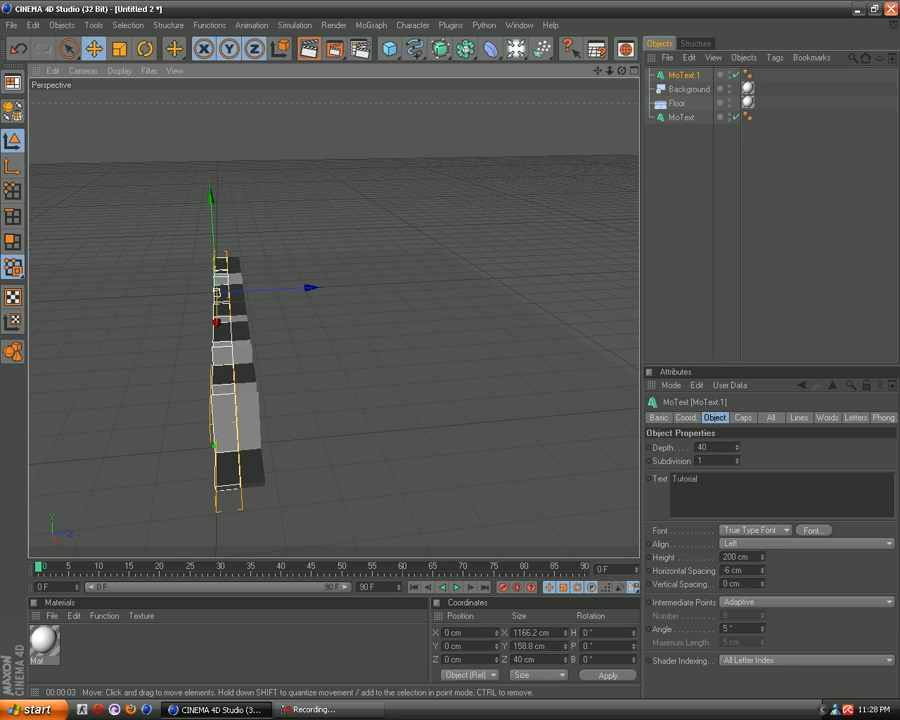 CINEMA 4D Studio (32 Bit) - [Untitled 2 *]
File Edit Objects Tools Selection Structure Functions Animation Simulation Render MoGraph Character Plugins Python Window Help
Edit Cameras Display Filter View
Perspective
X Y Z
Y
Z
X
0 5 10 15 20 25 30 35 40 45 50 55 60 65 70 75 80 85 90 0 F
0 F 0 F 90 F 90 F
Materials
File Edit Function Texture
Mat
Coordinates
Position Size Rotation
X 0 cm X 1166.2 cm H 0 °
Y 0 cm Y 158.8 cm P 0 °
Z 0 cm Z 40 cm B 0 °
Object (Rel) Size Apply
MAXON CINEMA 4D
00:00:03 Move: Click and drag to move elements. Hold down SHIFT to quantize movement / add to the selection in point mode, CTRL to remove.
Objects Structure
File Edit View Objects Tags Bookmarks
MoText.1
Background
Floor
MoText
Attributes
Mode Edit User Data
MoText [MoText.1]
Basic Coord. Object Caps All Lines Words Letters Phong
Object Properties
Depth. . . . 40
Subdivision 1
Text Tutorial
Font . . . . True Type Font Font...
Align. . . . Left
Height 200 cm
Horizontal Spacing -6 cm
Vertical Spacing. . 0 cm
Intermediate Points Adaptive
Number . . 8
Angle. . . 5 °
Maximum Length 5 cm
Shader Indexing. . All Letter Index
start CINEMA 4D Studio (3... Recording... 11:28 PM